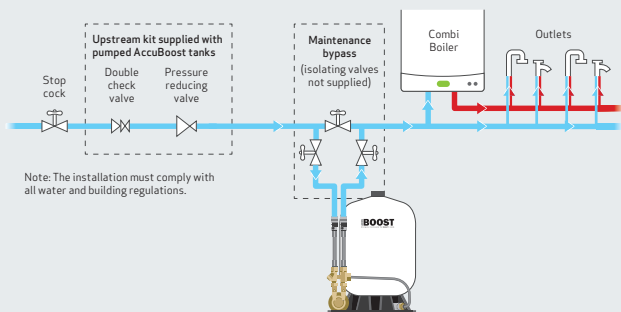 Upstream kit supplied with
pumped AccuBoost tanks
Stop
cock
Double
check
valve
Pressure
reducing
valve
Maintenance
bypass
(isolating valves
not supplied)
Combi
Boiler
Outlets
Note: The installation must comply with
all water and building regulations.
BOOST